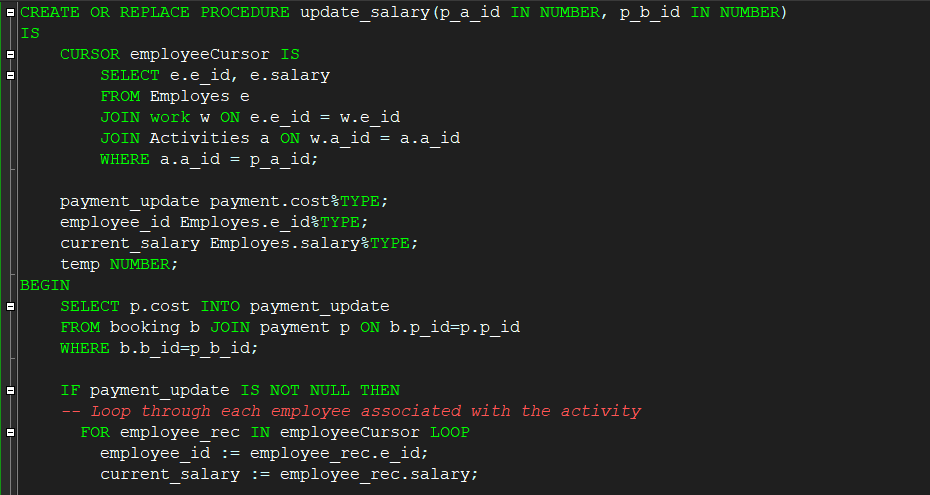 CREATE OR REPLACE PROCEDURE update_salary(p_a_id IN NUMBER, p_b_id IN NUMBER)
IS
    CURSOR employeeCursor IS
        SELECT e.e_id, e.salary
        FROM Employes e
        JOIN work w ON e.e_id = w.e_id
        JOIN Activities a ON w.a_id = a.a_id
        WHERE a.a_id = p_a_id;

    payment_update payment.cost%TYPE;
    employee_id Employes.e_id%TYPE;
    current_salary Employes.salary%TYPE;
    temp NUMBER;
BEGIN
    SELECT p.cost INTO payment_update
    FROM booking b JOIN payment p ON b.p_id=p.p_id
    WHERE b.b_id=p_b_id;

    IF payment_update IS NOT NULL THEN
    -- Loop through each employee associated with the activity
      FOR employee_rec IN employeeCursor LOOP
        employee_id := employee_rec.e_id;
        current_salary := employee_rec.salary;